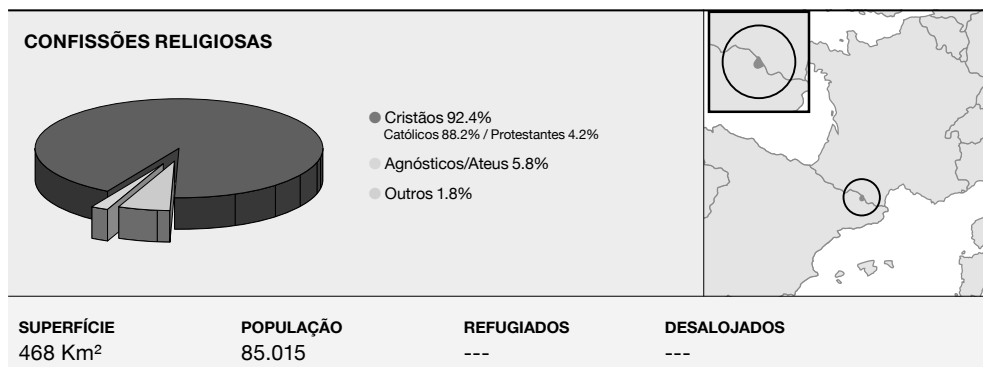 CONFISSÕES RELIGIOSAS
Cristãos 92.4%
Católicos 88.2% / Protestantes 4.2%
Agnósticos/Ateus 5.8%
Outros 1.8%
SUPERFÍCIE POPULAÇÃO REFUGIADOS DESALOJADOS
468 Km² 85.015 --- ---